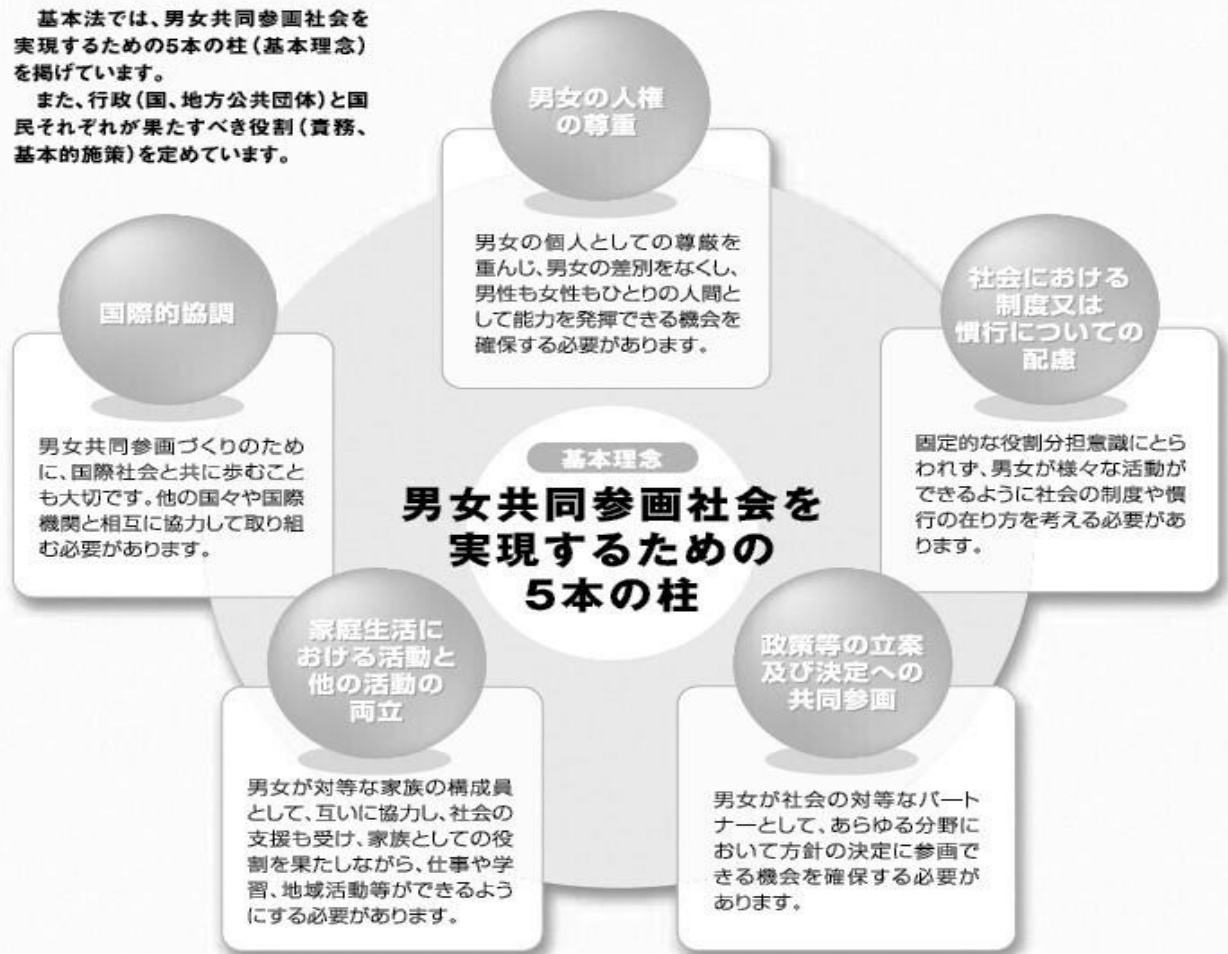 基本法では、男女共同参画社会を
実現するための5本の柱(基本理念)
を掲げています。
また、行政(国、地方公共団体)と国
民それぞれが果たすべき役割(責務、
基本的施策)を定めています。
男女の人権
の尊重
男女の個人としての尊厳を
重んじ、男女の差別をなくし、
男性も女性もひとりの人間と
して能力を発揮できる機会を
確保する必要があります。
社会における
制度又は
慣行についての
配慮
固定的な役割分担意識にとら
われず、男女が様々な活動が
できるように社会の制度や慣
行の在り方を考える必要があ
ります。
国際的協調
男女共同参画づくりのため
に、国際社会と共に歩むこと
も大切です。他の国々や国際
機関と相互に協力して取り組
む必要があります。
基本理念
男女共同参画社会を
実現するための
5本の柱
家庭生活に
おける活動と
他の活動の
両立
男女が対等な家族の構成員
として、互いに協力し、社会の
支援も受け、家族としての役
割を果たしながら、仕事や学
習、地域活動等ができるよう
にする必要があります。
政策等の立案
及び決定への
共同参画
男女が社会の対等なパート
ナーとして、あらゆる分野に
おいて方針の決定に参画で
きる機会を確保する必要が
あります。